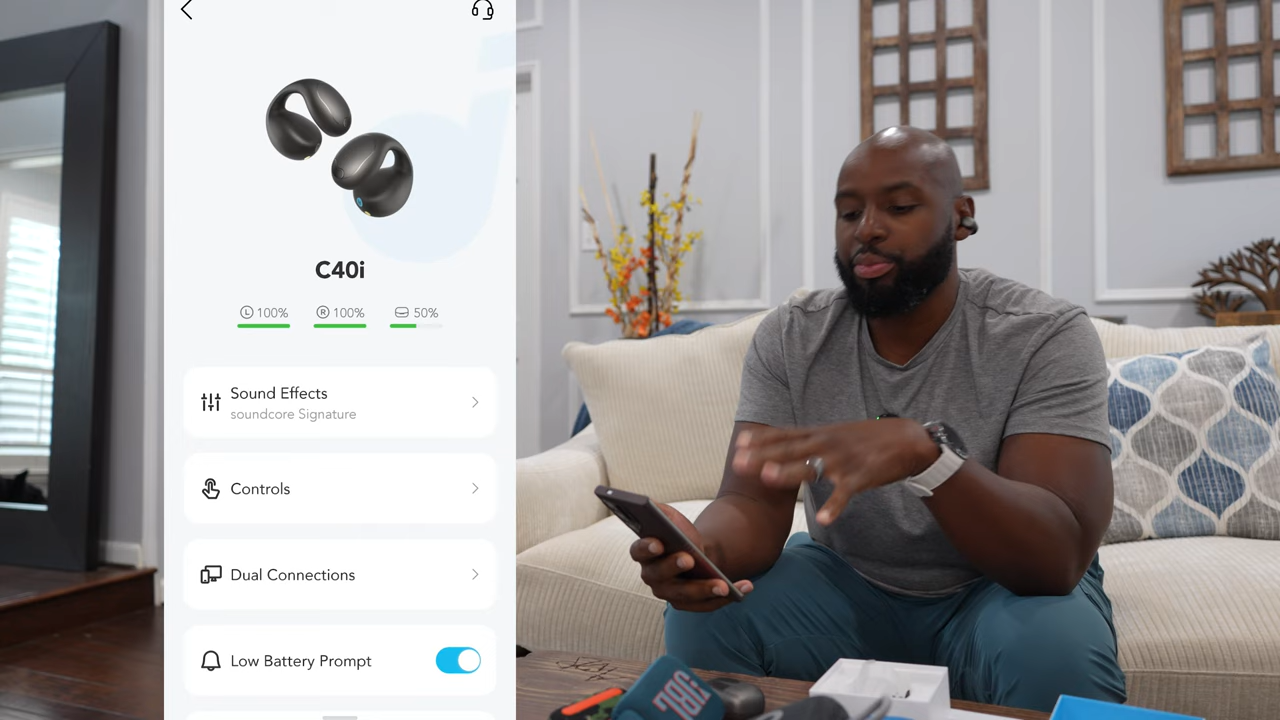 C40i
L 100% R 100% 50%
Sound Effects
soundcore Signature
Controls
Dual Connections
Low Battery Prompt
JBL